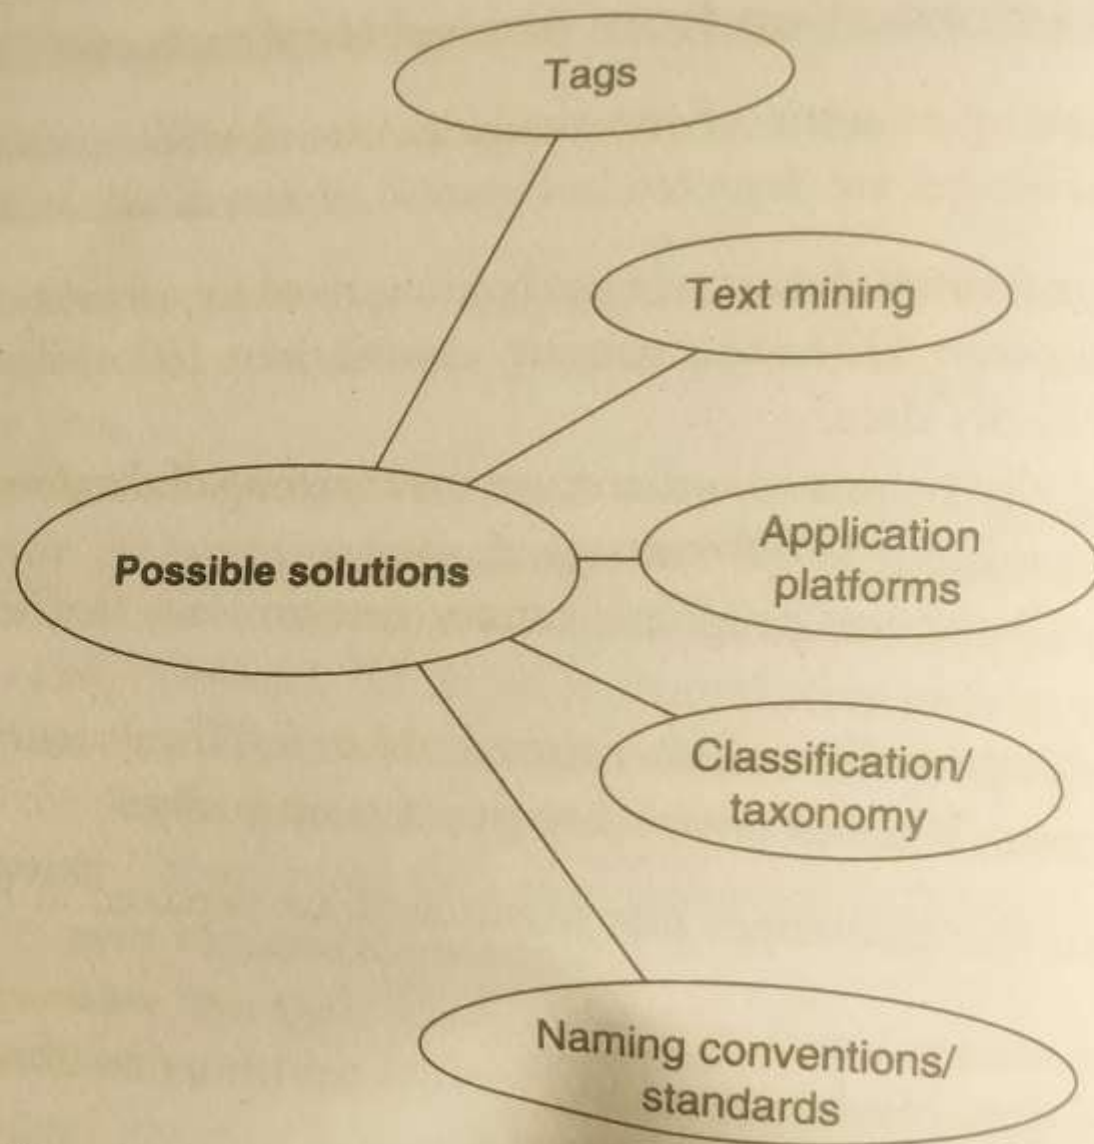 Tags
Text mining
Possible solutions
Application
platforms
Classification/
taxonomy
Naming conventions/
standards